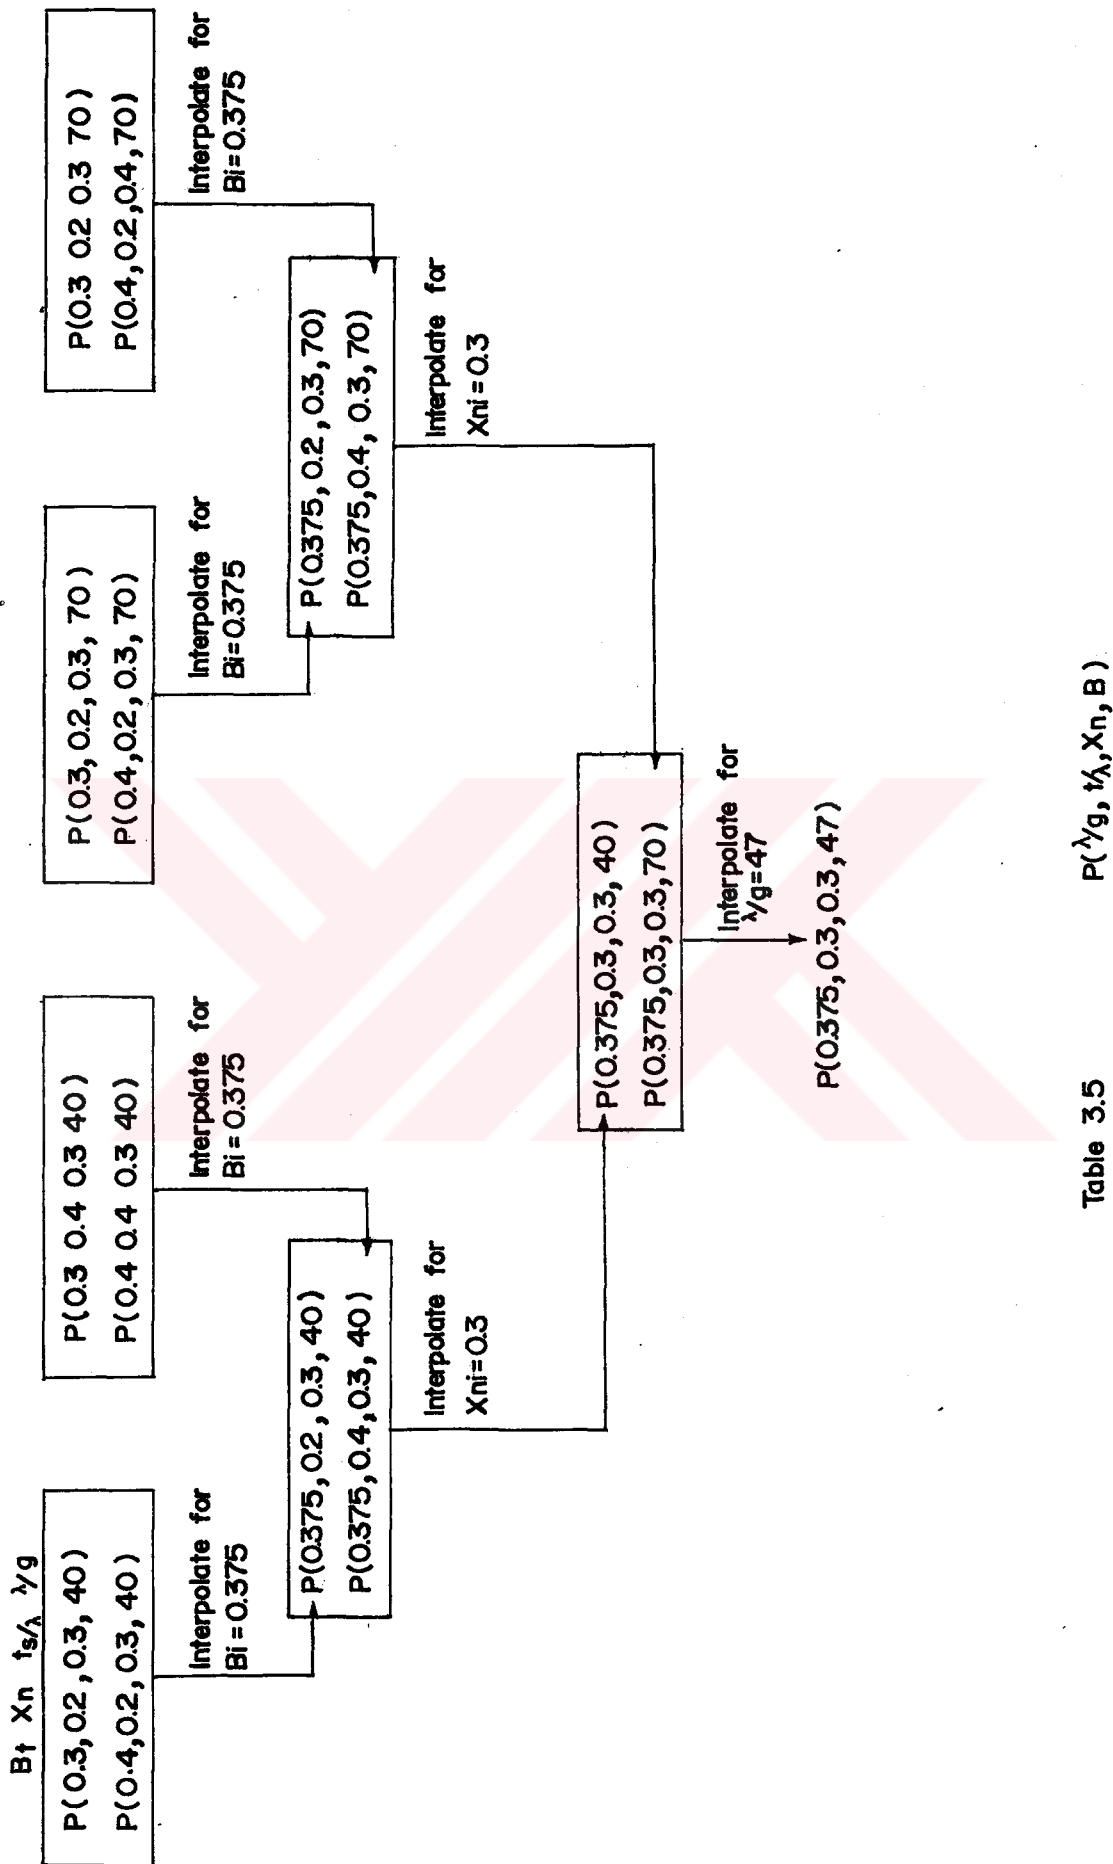 Bt Xn ts/λ λ/g
P(0.3, 0.2, 0.3, 40)
P(0.4, 0.2, 0.3, 40)
Interpolate for
Bi = 0.375
P(0.3 0.4 0.3 40)
P(0.4 0.4 0.3 40)
Interpolate for
Bi = 0.375
P(0.3, 0.2, 0.3, 70)
P(0.4, 0.2, 0.3, 70)
Interpolate for
Bi=0.375
P(0.3 0.2 0.3 70)
P(0.4, 0.2, 0.4, 70)
Interpolate for
Bi=0.375
P(0.375, 0.2, 0.3, 40)
P(0.375, 0.4, 0.3, 40)
Interpolate for
Xni=0.3
P(0.375, 0.2, 0.3, 70)
P(0.375, 0.4, 0.3, 70)
Interpolate for
Xni=0.3
P(0.375, 0.3, 0.3, 40)
P(0.375, 0.3, 0.3, 70)
Interpolate for
λ/g=47
P(0.375, 0.3, 0.3, 47)
Table 3.5
P(λ/g, t/λ, Xn, B)